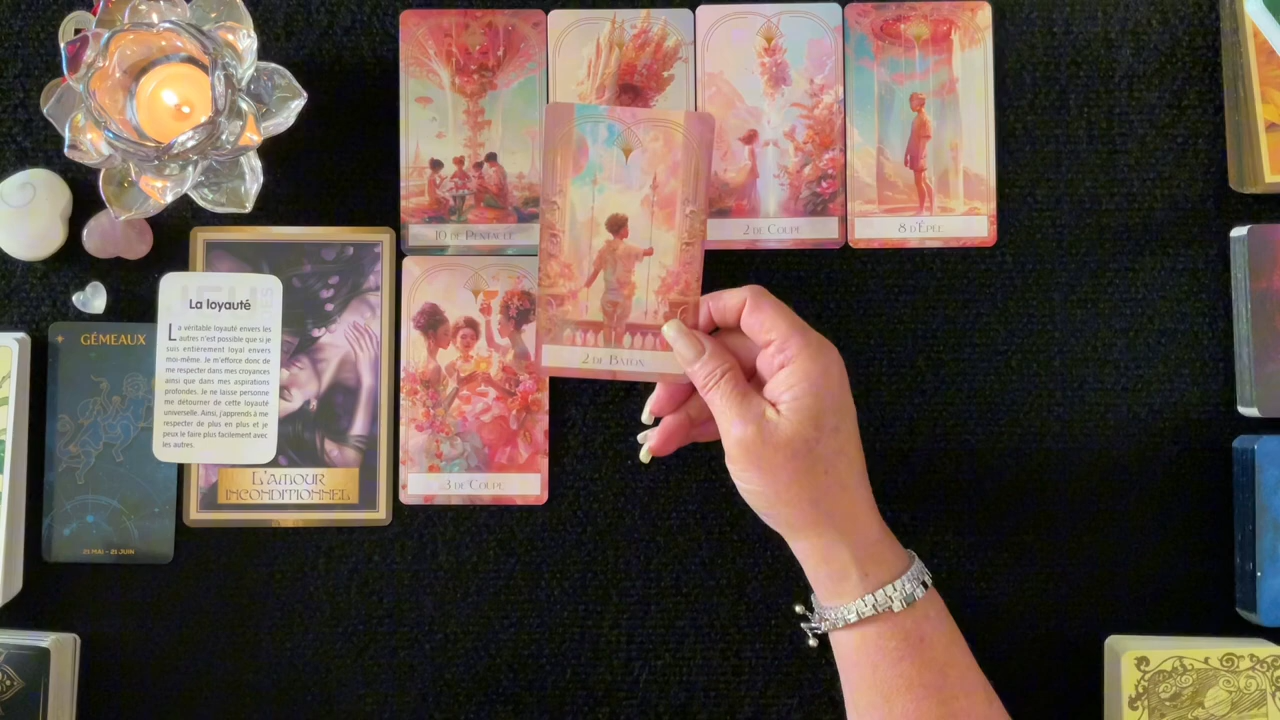 10 DE PENTACLE
2 DE COUPE
8 D'ÉPÉE
2 DE BATON
3 DE COUPE
GÉMEAUX
21 MAI - 21 JUIN
La loyauté
La véritable loyauté envers les
autres n'est possible que si je
suis entièrement loyal envers
moi-même. Je m'efforce donc de
me respecter dans mes croyances
ainsi que dans mes aspirations
profondes. Je ne laisse personne
me détourner de cette loyauté
universelle. Ainsi, j'apprends à me
respecter de plus en plus et je
peux le faire plus facilement avec
les autres.
L'AMOUR
INCONDITIONNEL